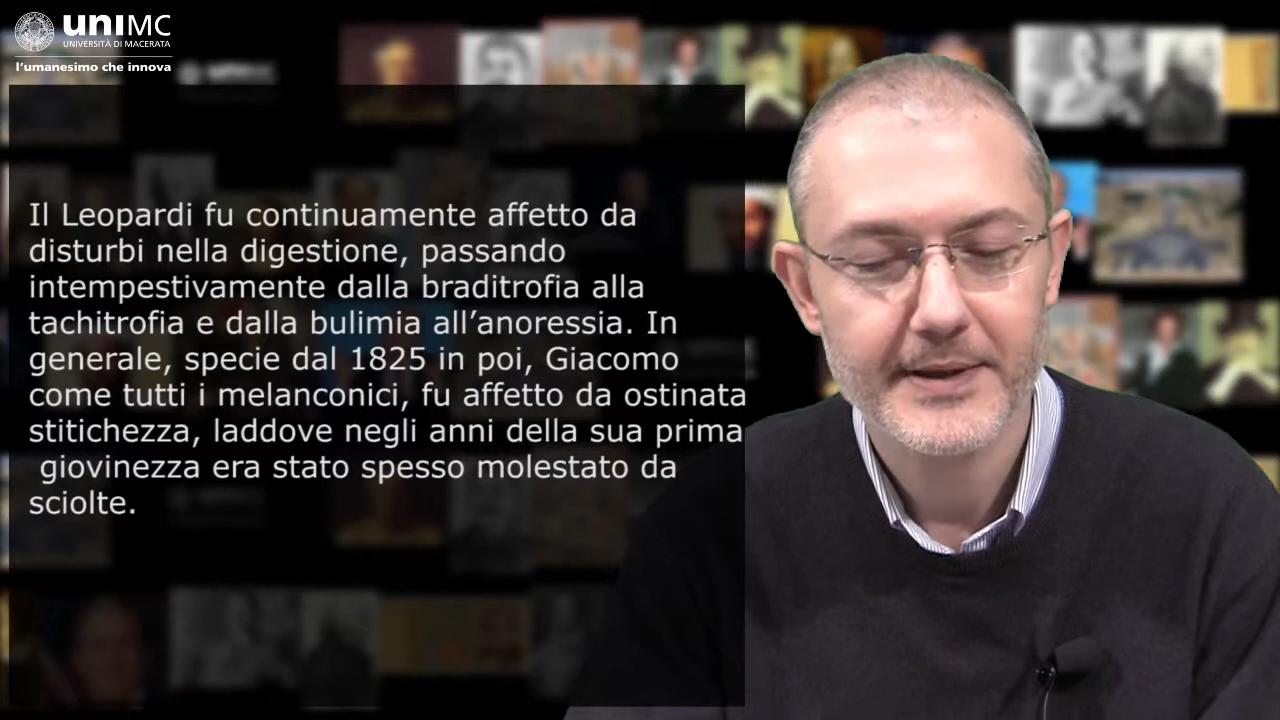 unIMC
UNIVERSITÀ DI MACERATA
l'umanesimo che innova
Il Leopardi fu continuamente affetto da
disturbi nella digestione, passando
intempestivamente dalla braditrofia alla
tachitrofia e dalla bulimia all’anoressia. In
generale, specie dal 1825 in poi, Giacomo
come tutti i melanconici, fu affetto da ostinata
stitichezza, laddove negli anni della sua prima
giovinezza era stato spesso molestato da
sciolte.